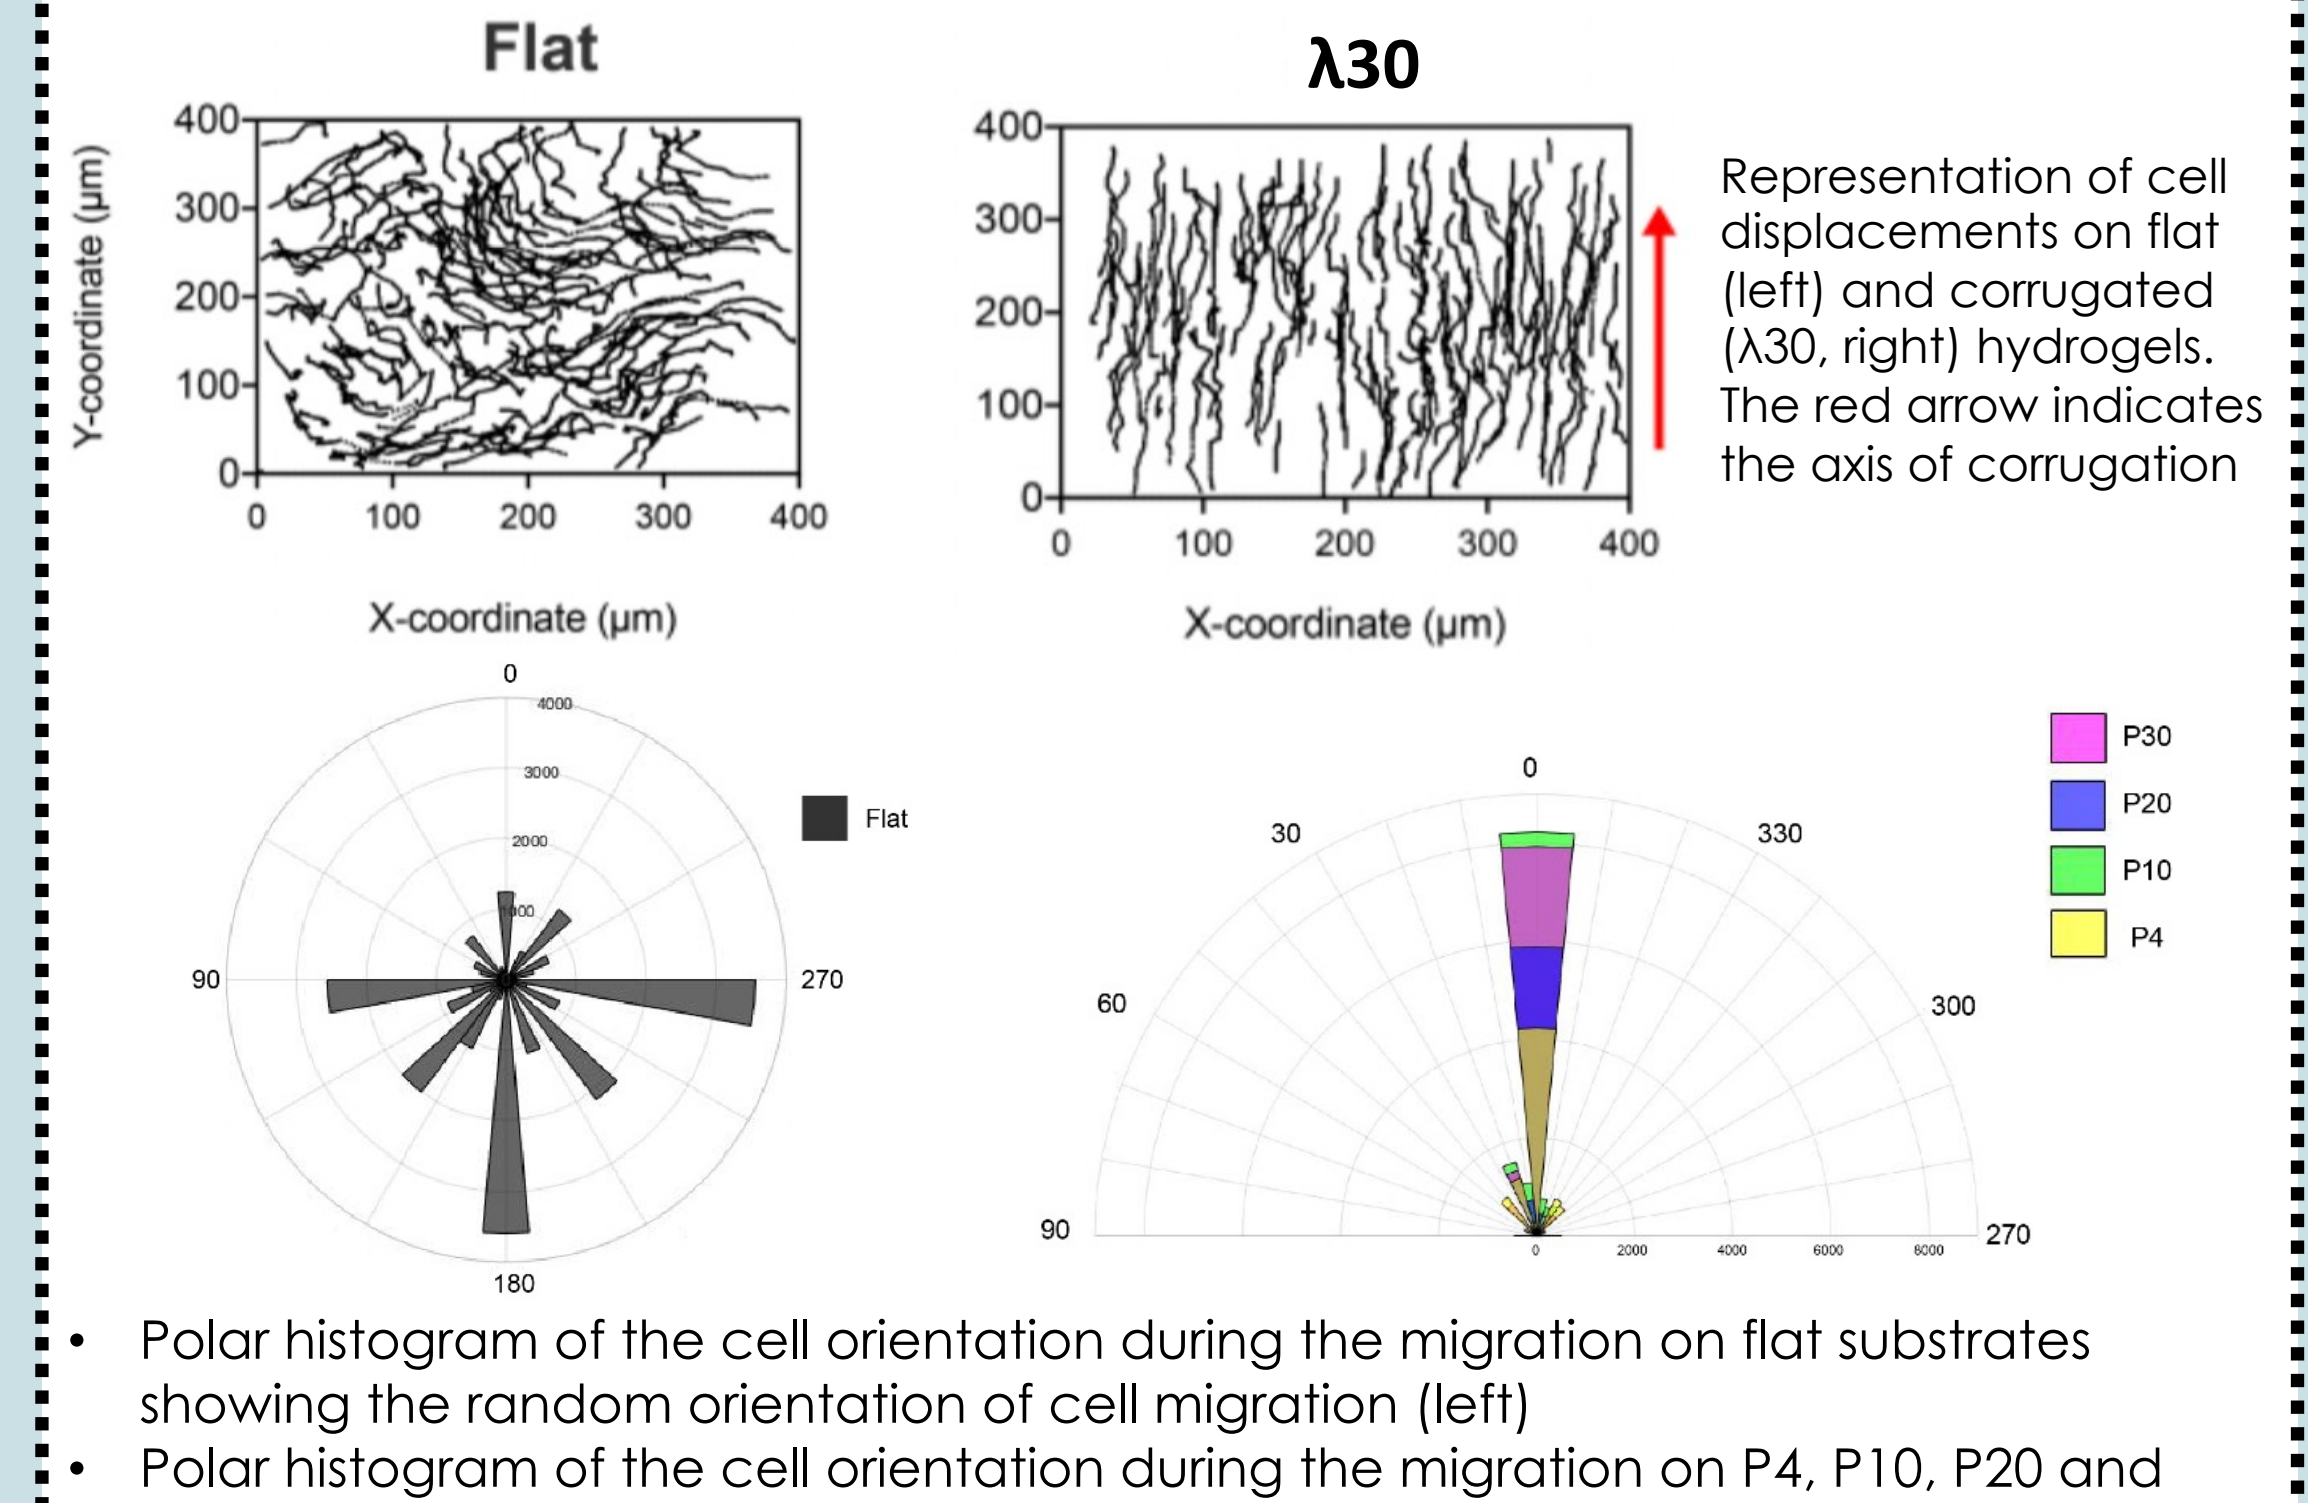 Flat
λ30
Y-coordinate (µm)
400
300
200
100
0
0 100 200 300 400
X-coordinate (µm)
400
300
200
100
0
0 100 200 300 400
X-coordinate (µm)
Representation of cell
displacements on flat
(left) and corrugated
(λ30, right) hydrogels.
The red arrow indicates
the axis of corrugation
0
4000
3000
2000
1000
90
270
180
Flat
0
30
330
60
300
90
270
0 2000 4000 6000 8000
P30
P20
P10
P4
• Polar histogram of the cell orientation during the migration on flat substrates
showing the random orientation of cell migration (left)
• Polar histogram of the cell orientation during the migration on P4, P10, P20 and